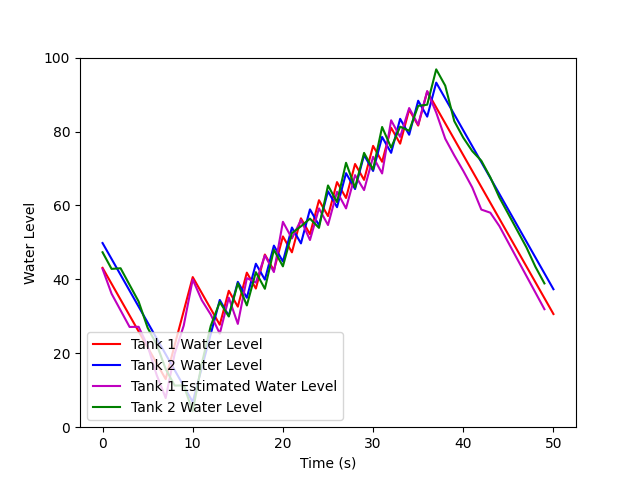 100
80
60
40
20
0
Water Level
Tank 1 Water Level
Tank 2 Water Level
Tank 1 Estimated Water Level
Tank 2 Water Level
0 10 20 30 40 50
Time (s)